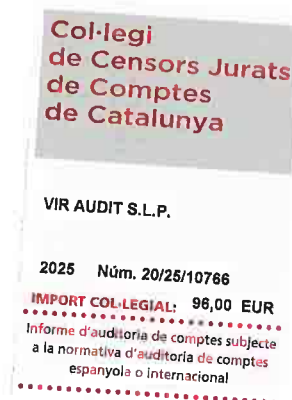 Col·legi
de Censors Jurats
de Comptes
de Catalunya
VIR AUDIT S.L.P.
2025 Núm. 20/25/10766
IMPORT COL·LEGIAL: 96,00 EUR
Informe d'auditoria de comptes subjecte
a la normativa d'auditoria de comptes
espanyola o internacional